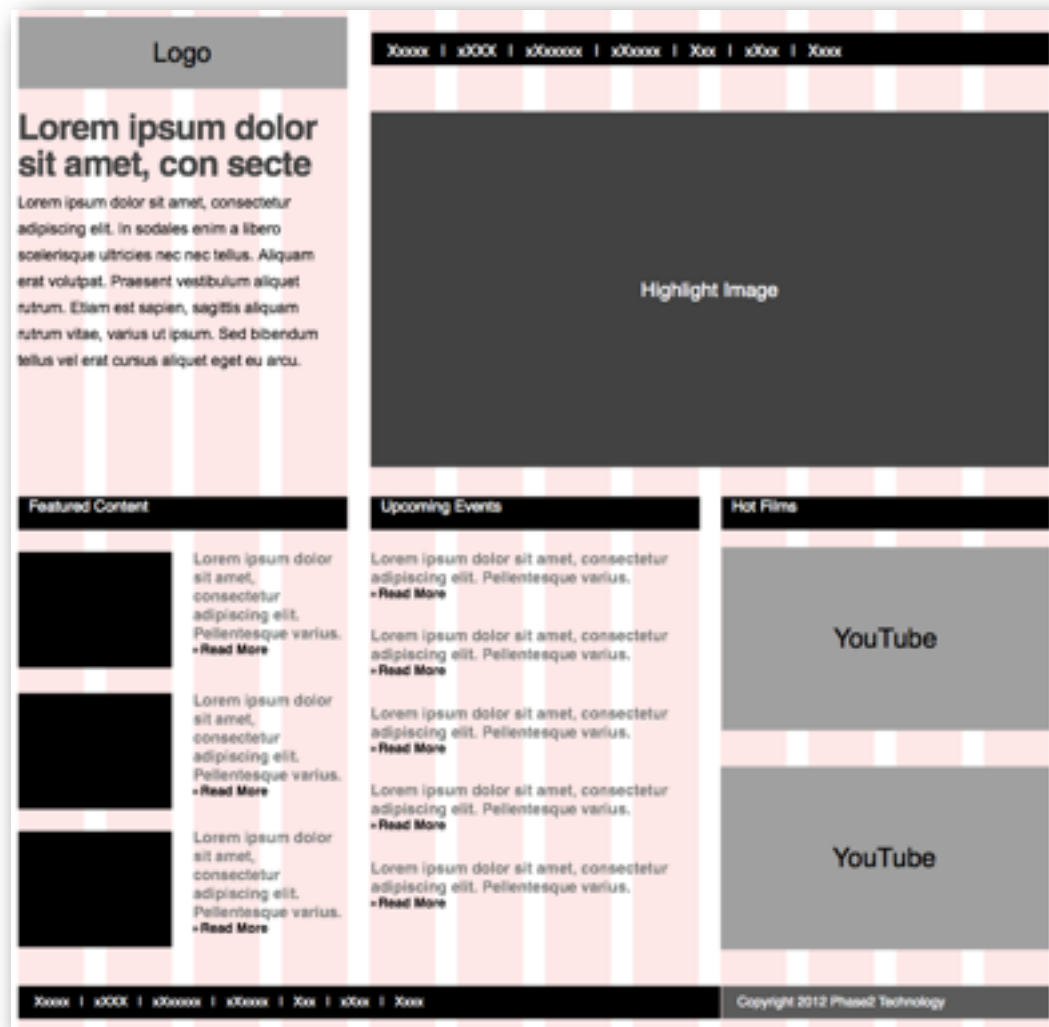 Logo
Xxxxx | xXXX | xXxxxxx | xXxxxx | Xxx | xXxx | Xxxx
Lorem ipsum dolor
sit amet, con secte
Lorem ipsum dolor sit amet, consectetur
adipiscing elit. In sodales enim a libero
scelerisque ultricies nec nec tellus. Aliquam
erat volutpat. Praesent vestibulum aliquet
rutrum. Etiam est sapien, sagittis aliquam
rutrum vitae, varius ut ipsum. Sed bibendum
tellus vel erat cursus aliquet eget eu arcu.
Highlight Image
Featured Content
Lorem ipsum dolor
sit amet,
consectetur
adipiscing elit.
Pellentesque varius.
» Read More
Lorem ipsum dolor
sit amet,
consectetur
adipiscing elit.
Pellentesque varius.
» Read More
Lorem ipsum dolor
sit amet,
consectetur
adipiscing elit.
Pellentesque varius.
» Read More
Upcoming Events
Lorem ipsum dolor sit amet, consectetur
adipiscing elit. Pellentesque varius.
» Read More
Lorem ipsum dolor sit amet, consectetur
adipiscing elit. Pellentesque varius.
» Read More
Lorem ipsum dolor sit amet, consectetur
adipiscing elit. Pellentesque varius.
» Read More
Lorem ipsum dolor sit amet, consectetur
adipiscing elit. Pellentesque varius.
» Read More
Lorem ipsum dolor sit amet, consectetur
adipiscing elit. Pellentesque varius.
» Read More
Hot Films
YouTube
YouTube
Xxxxx | xXXX | xXxxxxx | xXxxxx | Xxx | xXxx | Xxxx
Copyright 2012 Phase2 Technology